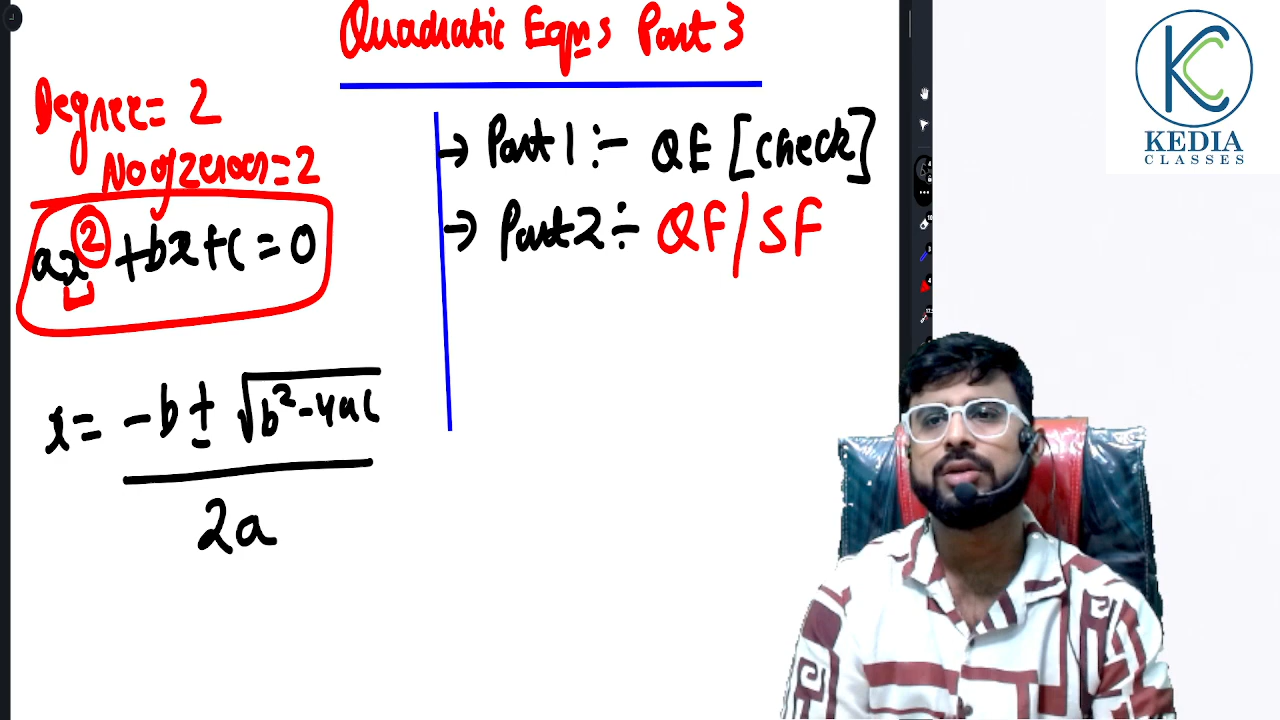 Quadratic Eqns Part 3
Degree = 2
No of zeroes = 2
ax² + bx + c = 0
x = -b ± √b² - 4ac
2a
→ Part 1 :- QE [Check]
→ Part 2 :- QF / SF
KC
KEDIA
CLASSES